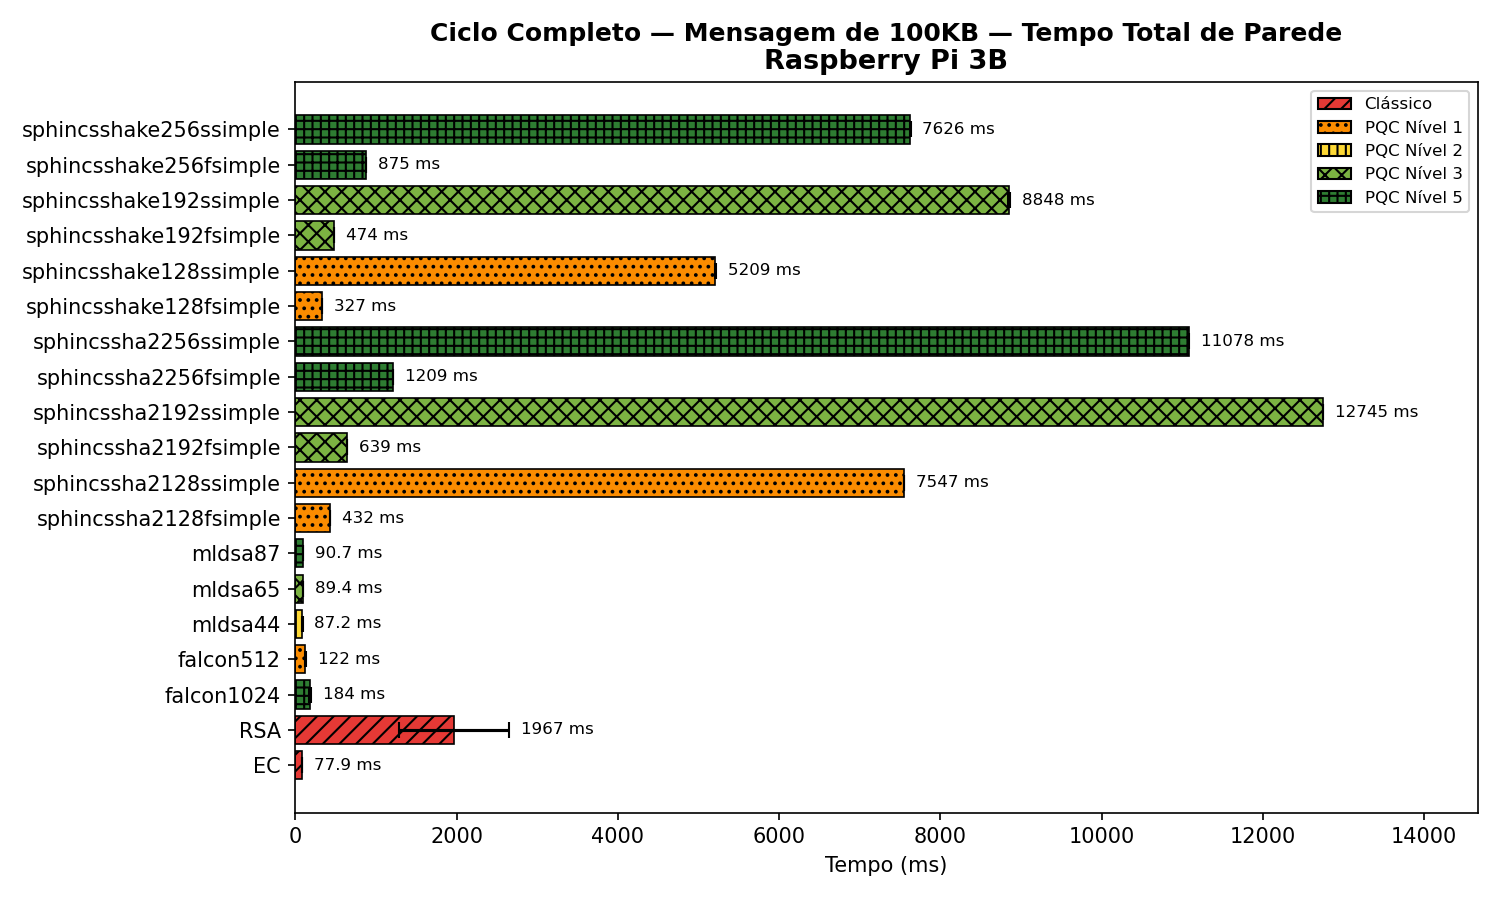 Ciclo Completo — Mensagem de 100KB — Tempo Total de Parede
Raspberry Pi 3B
Clássico
PQC Nível 1
PQC Nível 2
PQC Nível 3
PQC Nível 5
sphincsshake256ssimple 7626 ms
sphincsshake256fsimple 875 ms
sphincsshake192ssimple 8848 ms
sphincsshake192fsimple 474 ms
sphincsshake128ssimple 5209 ms
sphincsshake128fsimple 327 ms
sphincssha2256ssimple 11078 ms
sphincssha2256fsimple 1209 ms
sphincssha2192ssimple 12745 ms
sphincssha2192fsimple 639 ms
sphincssha2128ssimple 7547 ms
sphincssha2128fsimple 432 ms
mldsa87 90.7 ms
mldsa65 89.4 ms
mldsa44 87.2 ms
falcon512 122 ms
falcon1024 184 ms
RSA 1967 ms
EC 77.9 ms
0 2000 4000 6000 8000 10000 12000 14000
Tempo (ms)